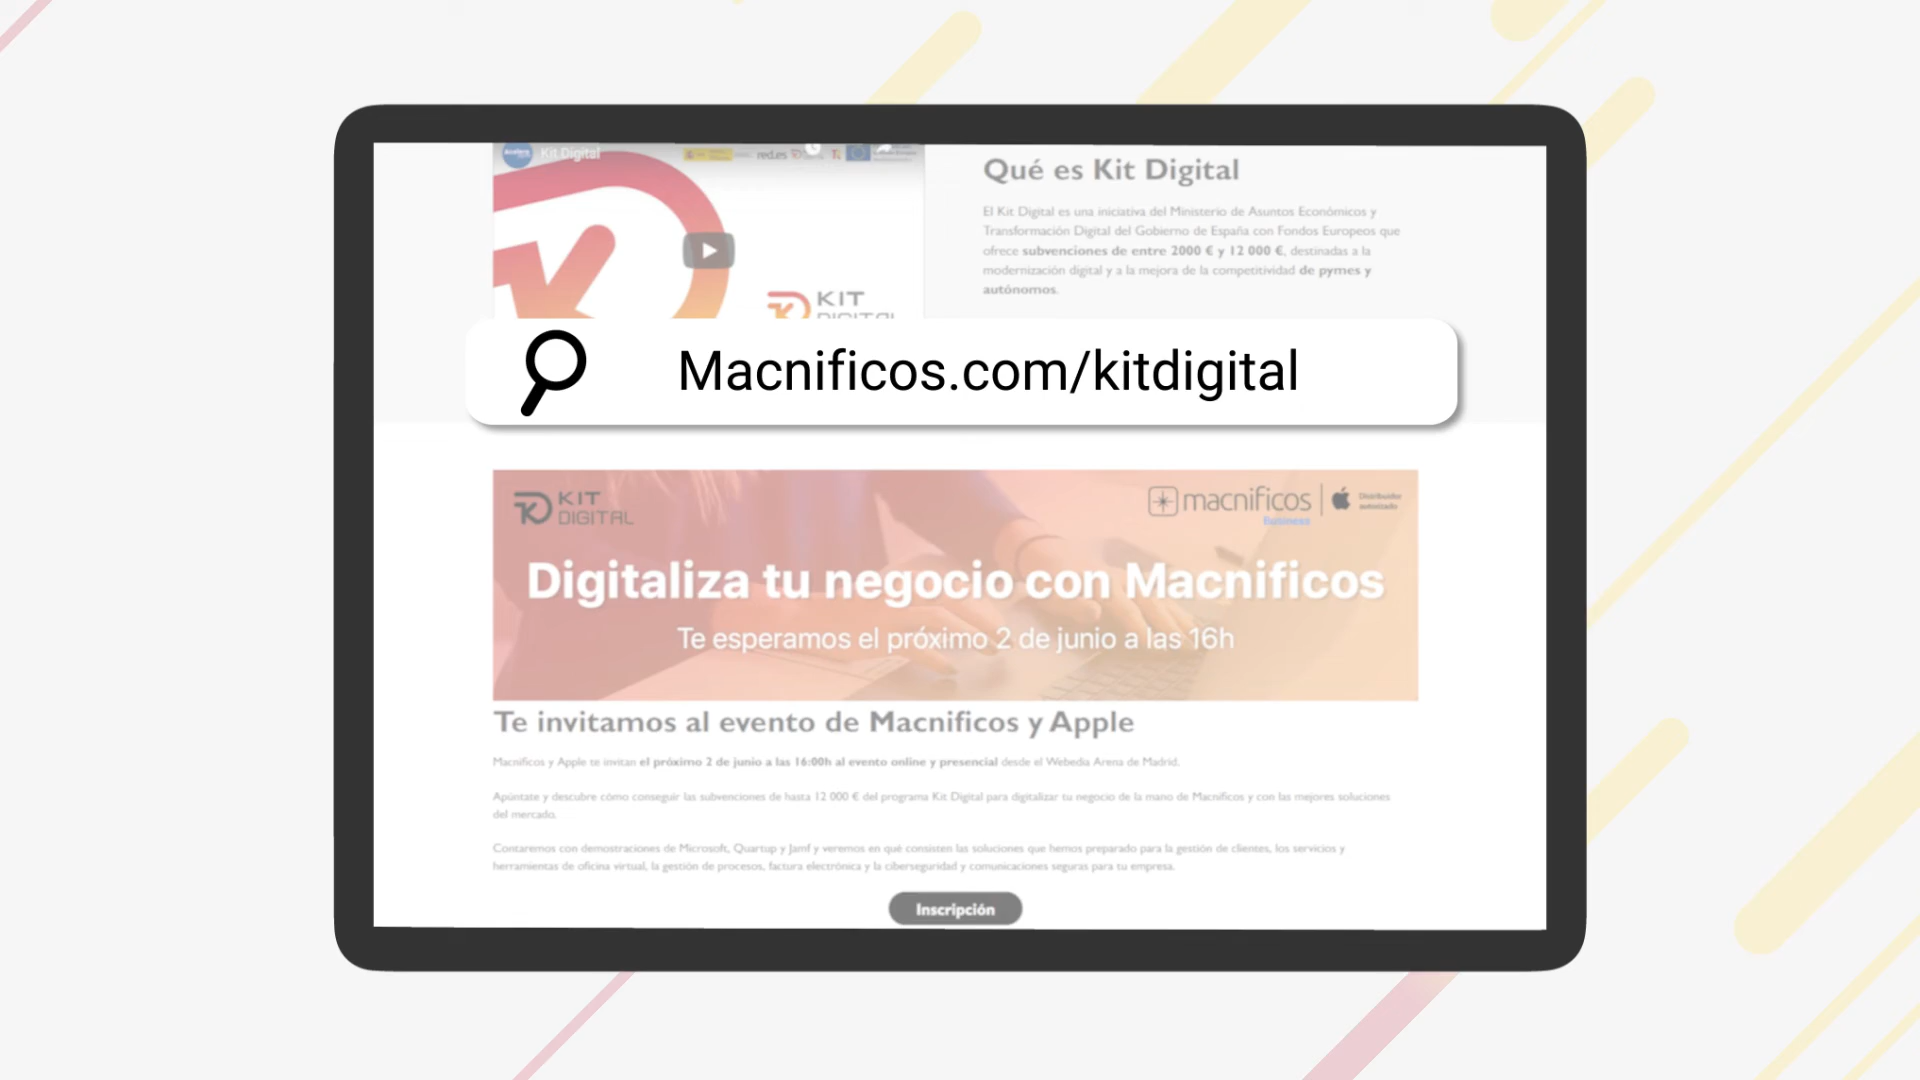 Kit Digital
red.es
KIT
DIGITAL
Qué es Kit Digital
El Kit Digital es una iniciativa del Ministerio de Asuntos Económicos y
Transformación Digital del Gobierno de España con Fondos Europeos que
ofrece subvenciones de entre 2000 € y 12 000 €, destinadas a la
modernización digital y a la mejora de la competitividad de pymes y
autónomos.
Macnificos.com/kitdigital
KIT
DIGITAL
macnificos
Business
Distribuidor
autorizado
Digitaliza tu negocio con Macnificos
Te esperamos el próximo 2 de junio a las 16h
Te invitamos al evento de Macnificos y Apple
Macnificos y Apple te invitan el próximo 2 de junio a las 16:00h al evento online y presencial desde el Webedia Arena de Madrid.
Apúntate y descubre cómo conseguir las subvenciones de hasta 12 000 € del programa Kit Digital para digitalizar tu negocio de la mano de Macnificos y con las mejores soluciones
del mercado.
Contaremos con demostraciones de Microsoft, Quartup y Jamf y veremos en qué consisten las soluciones que hemos preparado para la gestión de clientes, los servicios y
herramientas de oficina virtual, la gestión de procesos, factura electrónica y la ciberseguridad y comunicaciones seguras para tu empresa.
Inscripción